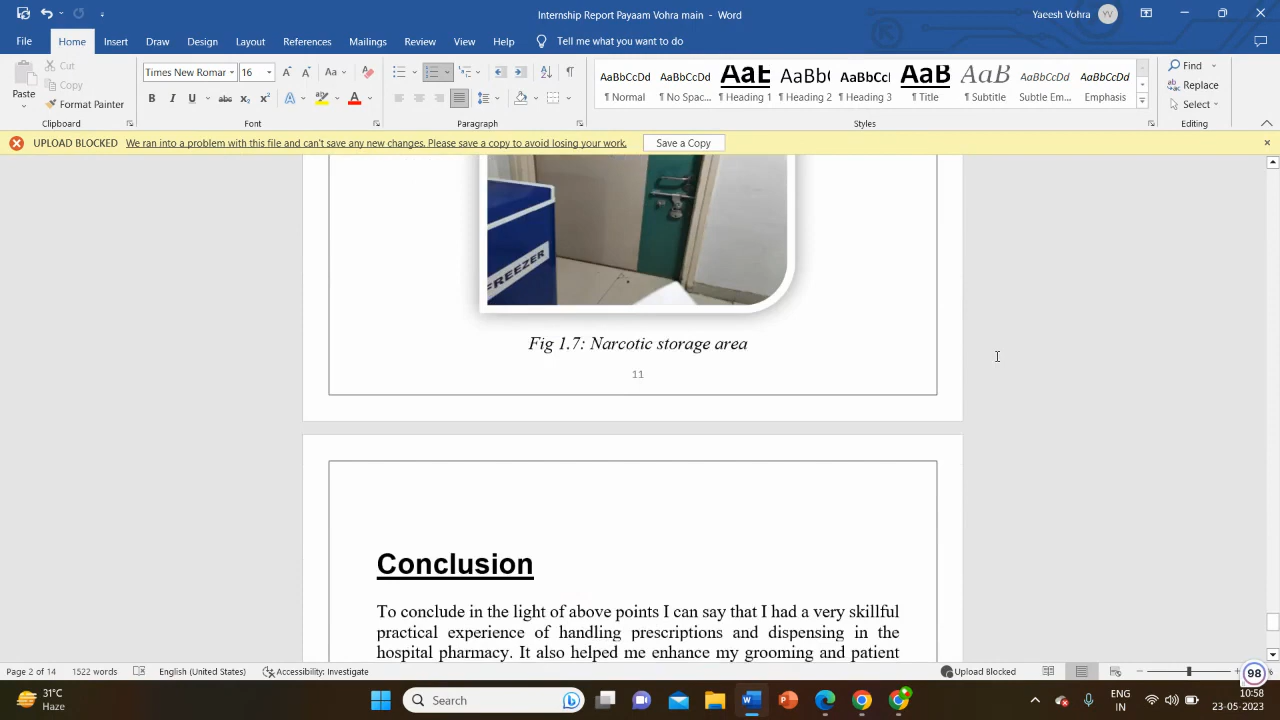 Internship Report Payaam Vohra main - Word
Yaeesh Vohra
YV
File Home Insert Draw Design Layout References Mailings Review View Help Tell me what you want to do
Paste
Cut
Copy
Format Painter
Clipboard
Times New Roman 16
Font
Paragraph
AaBbCcDd
¶ Normal
AaBbCcDd
¶ No Spac...
AaB
¶ Heading 1
AaBb(
¶ Heading 2
AaBbCcl
¶ Heading 3
AaB
¶ Title
AaB
¶ Subtitle
AaBbCcDd
Subtle Em...
AaBbCcDd
Emphasis
Styles
Find
Replace
Select
Editing
UPLOAD BLOCKED We ran into a problem with this file and can't save any new changes. Please save a copy to avoid losing your work. Save a Copy
FREEZER
Fig 1.7: Narcotic storage area
11
Conclusion
To conclude in the light of above points I can say that I had a very skillful
practical experience of handling prescriptions and dispensing in the
hospital pharmacy. It also helped me enhance my grooming and patient
Page 2 of 14 1522 words English (United States) Accessibility: Investigate Upload Blocked
98
31°C
Haze
Search
ENG
IN
10:58
23-05-2023